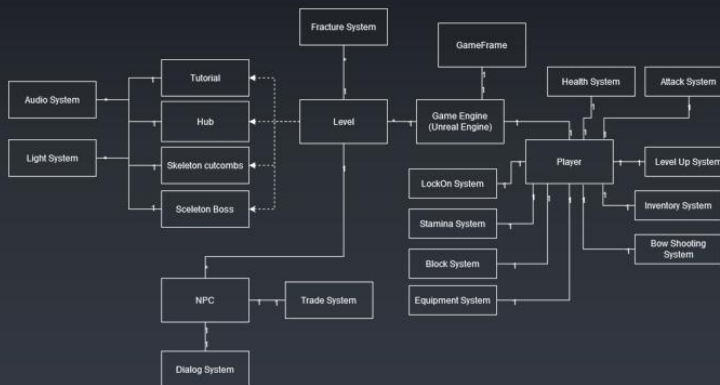 Fracture System
GameFrame
Tutorial
Health System
Attack System
Audio System
Hub
Level
Game Engine
(Unreal Engine)
Light System
Skeleton cutcombs
Player
Level Up System
LockOn System
Sceleton Boss
Inventory System
Stamina System
Bow Shooting
System
Block System
NPC
Trade System
Equipment System
Dialog System